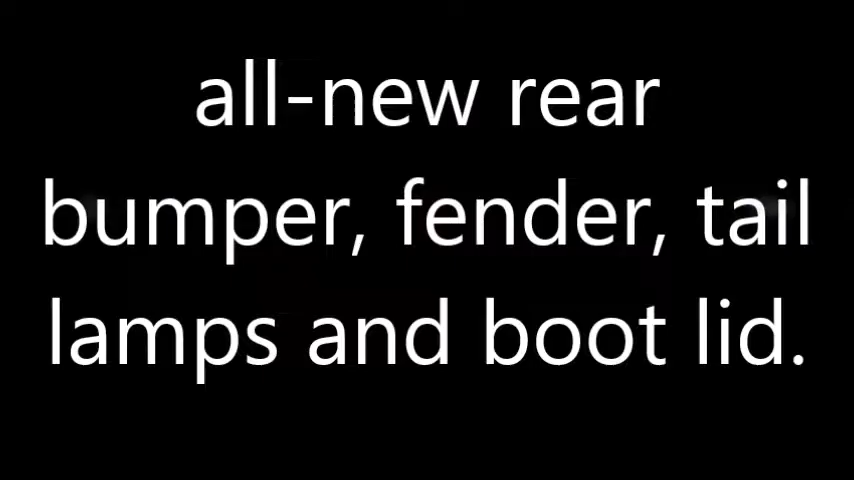 all-new rear
bumper, fender, tail
lamps and boot lid.